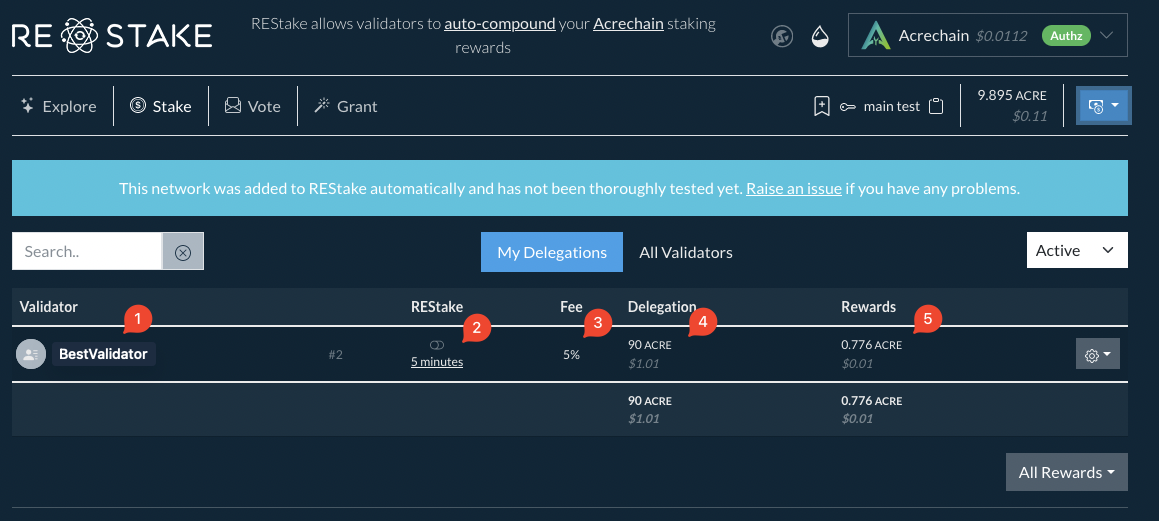 RESTAKE
REStake allows validators to auto-compound your Acrechain staking
rewards
Acrechain $0.0112 Authz
Explore
Stake
Vote
Grant
main test
9.895 ACRE
$0.11
This network was added to REStake automatically and has not been thoroughly tested yet. Raise an issue if you have any problems.
Search..
My Delegations
All Validators
Active
Validator
REStake
Fee
Delegation
Rewards
1
2
3
4
5
BestValidator
#2
5 minutes
5%
90 ACRE
$1.01
0.776 ACRE
$0.01
90 ACRE
$1.01
0.776 ACRE
$0.01
All Rewards